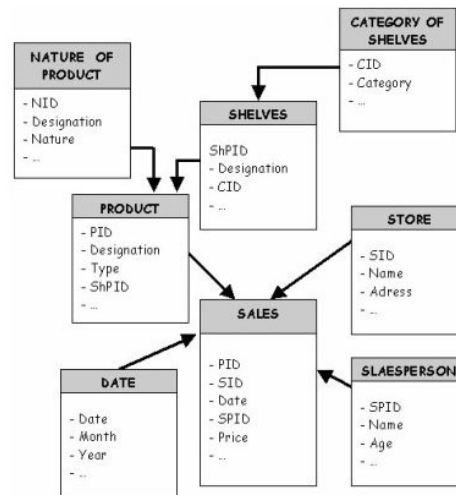 CATEGORY OF
SHELVES
- CID
- Category
- ...
NATURE OF
PRODUCT
- NID
- Designation
- Nature
- ...
SHELVES
ShPID
- Designation
- CID
- ...
PRODUCT
- PID
- Designation
- Type
- ShPID
- ...
STORE
- SID
- Name
- Adress
- ...
SALES
- PID
- SID
- Date
- SPID
- Price
- ...
DATE
- Date
- Month
- Year
- ...
SLAESPERSON
- SPID
- Name
- Age
- ...